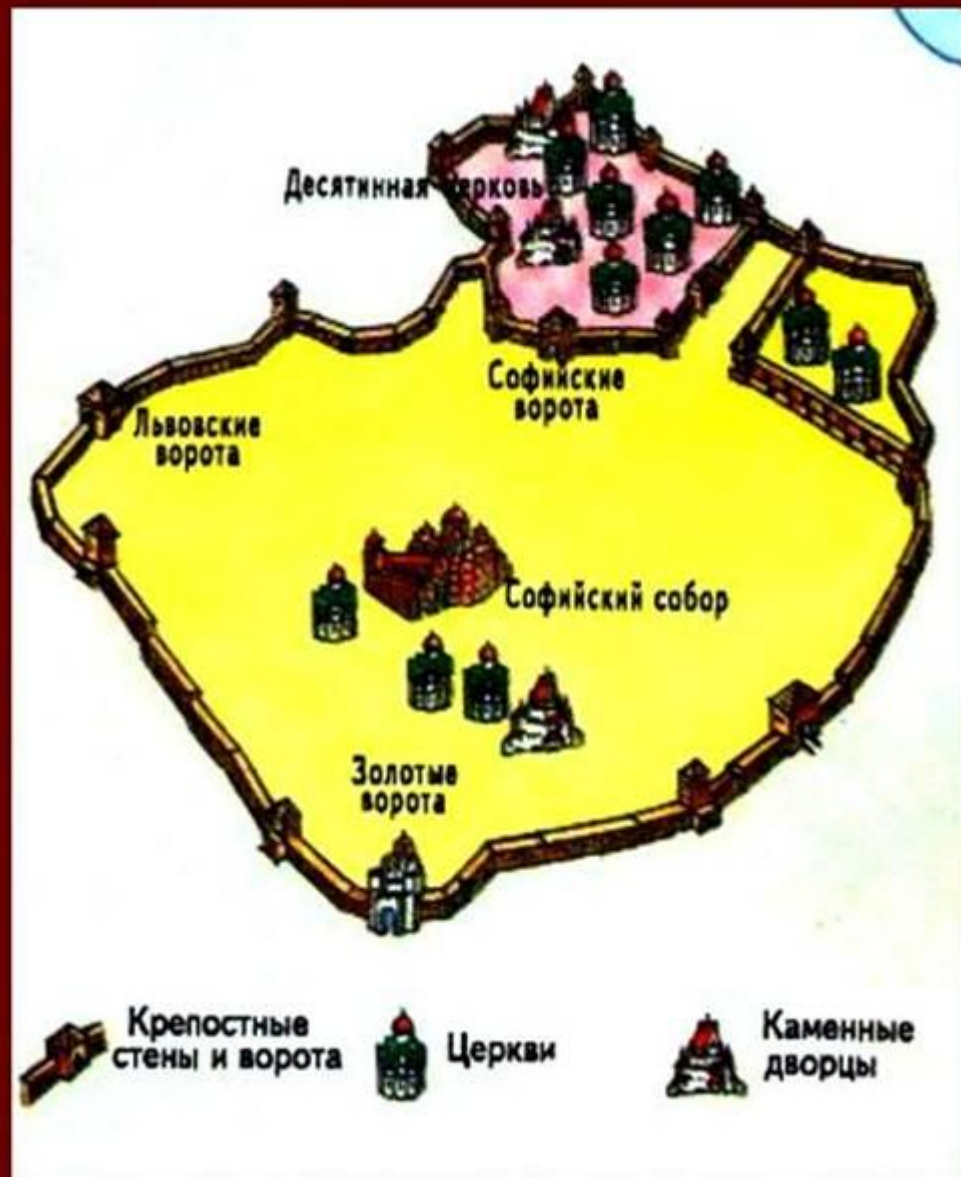 Десятинная церковь
Софийские
ворота
Львовские
ворота
Софийский собор
Золотые
ворота
Крепостные
стены и ворота
Церкви
Каменные
дворцы